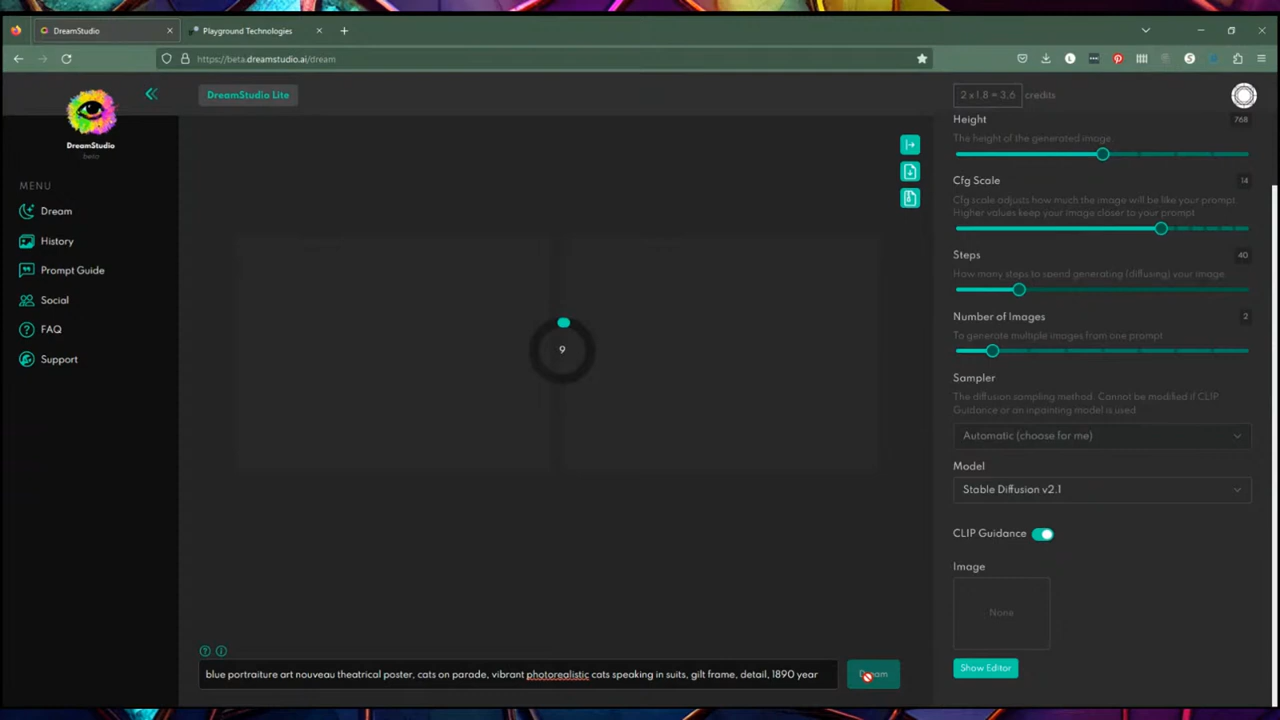 DreamStudio
Playground Technologies
https://beta.dreamstudio.ai/dream
DreamStudio
beta
MENU
Dream
History
Prompt Guide
Social
FAQ
Support
DreamStudio Lite
9
blue portraiture art nouveau theatrical poster, cats on parade, vibrant photorealistic cats speaking in suits, gilt frame, detail, 1890 year
Dream
2 x 1.8 = 3.6 credits
Height 768
The height of the generated image.
Cfg Scale 14
Cfg scale adjusts how much the image will be like your prompt.
Higher values keep your image closer to your prompt.
Steps 40
How many steps to spend generating (diffusing) your image.
Number of Images 2
To generate multiple images from one prompt.
Sampler
The diffusion sampling method. Cannot be modified if CLIP
Guidance or an inpainting model is used.
Automatic (choose for me)
Model
Stable Diffusion v2.1
CLIP Guidance
Image
None
Show Editor